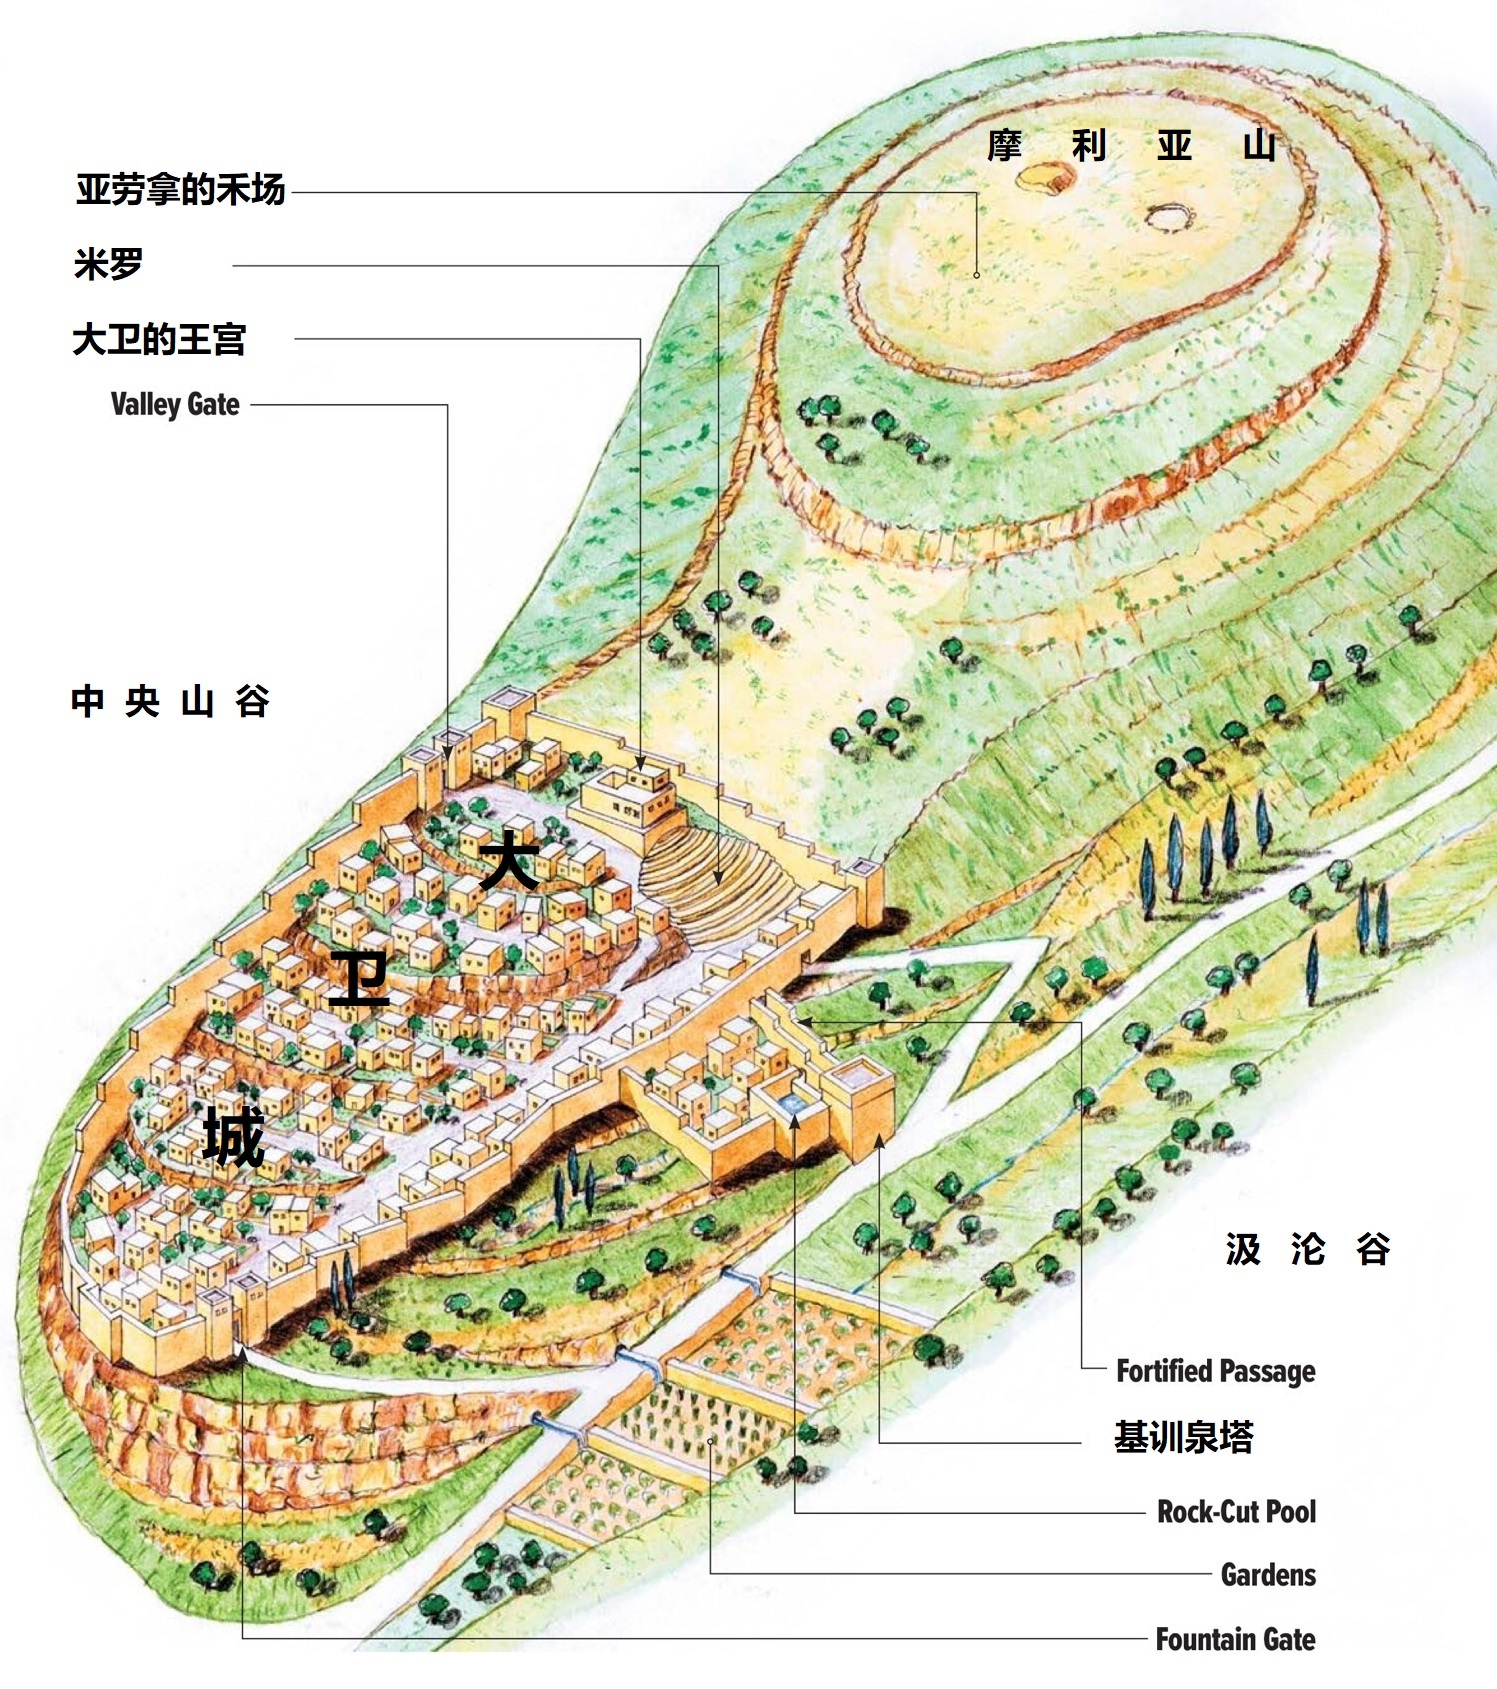 摩 利 亚 山
亚劳拿的禾场
米罗
大卫的王宫
Valley Gate
中 央 山 谷
大
卫
城
汲 沦 谷
Fortified Passage
基训泉塔
Rock-Cut Pool
Gardens
Fountain Gate